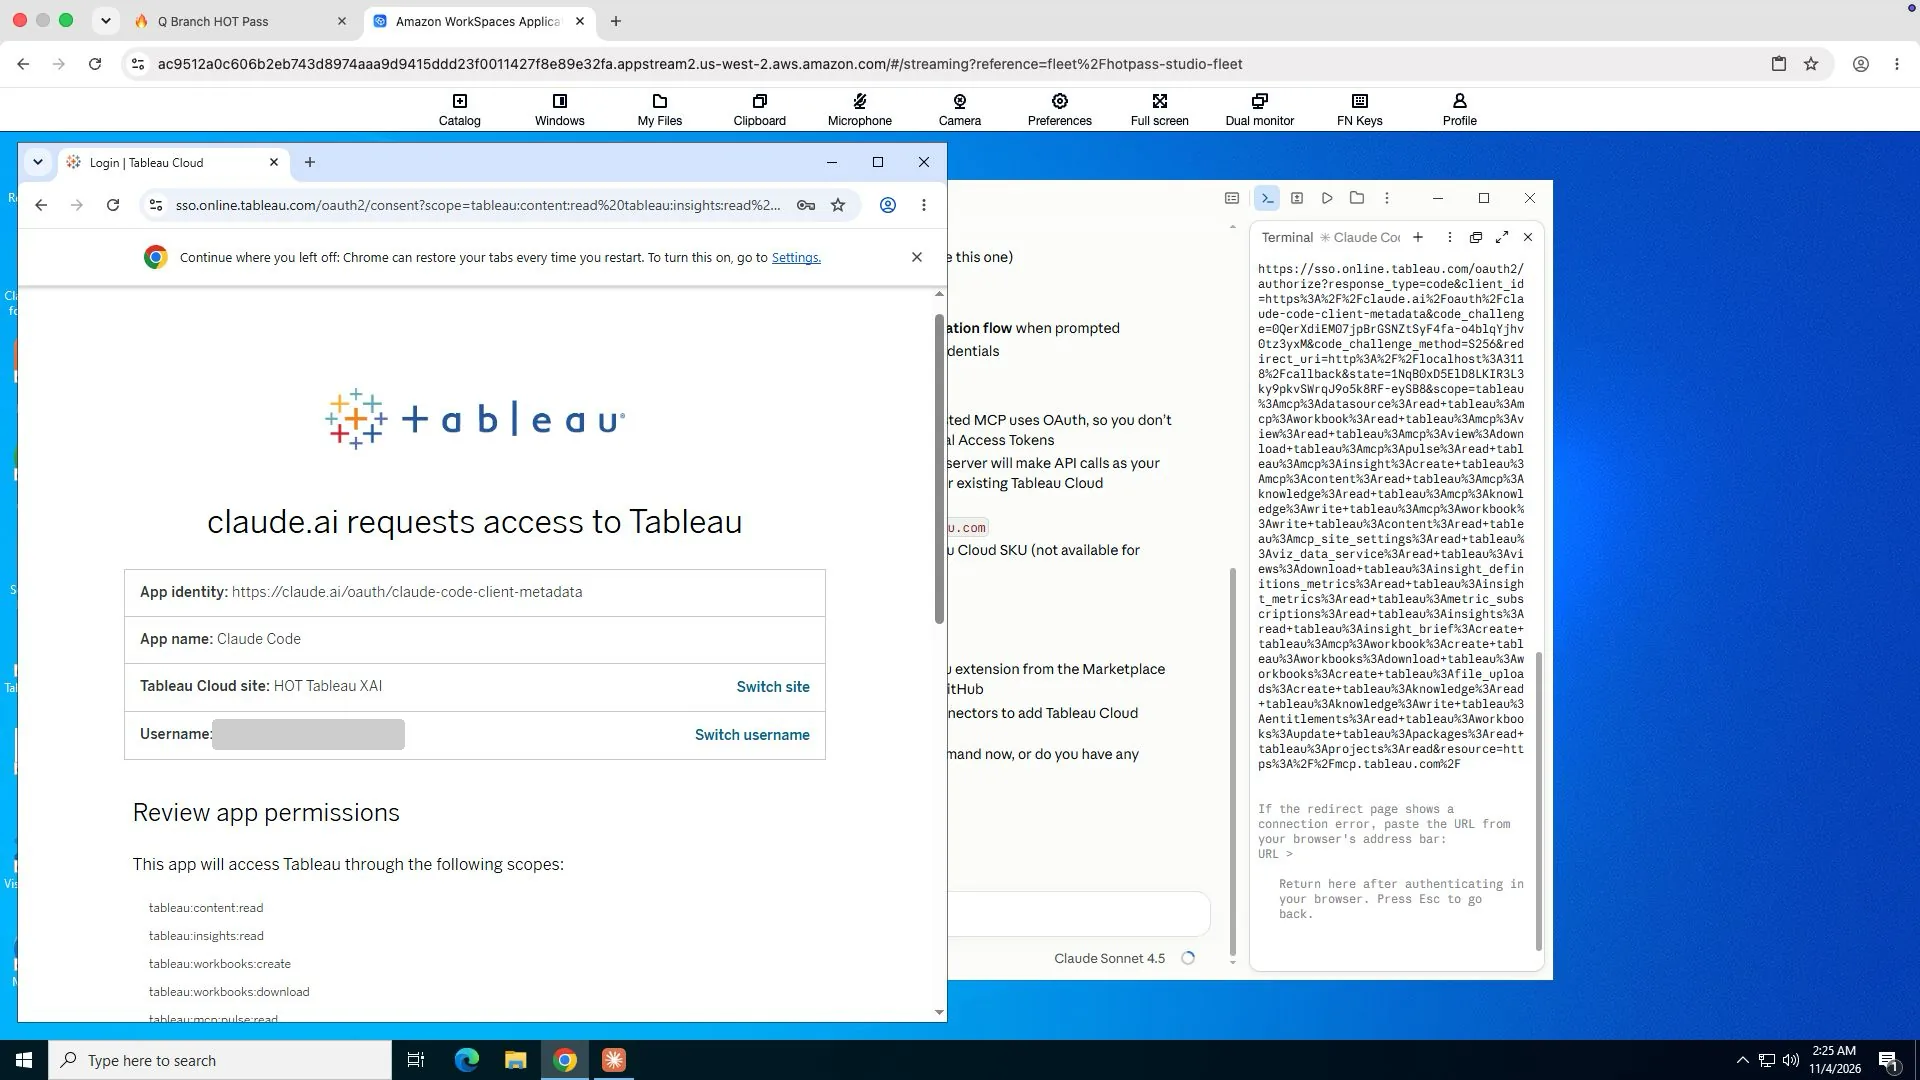 Q Branch HOT Pass
Amazon WorkSpaces Applica
ac9512a0c606b2eb743d8974aaa9d9415ddd23f0011427f8e89e32fa.appstream2.us-west-2.aws.amazon.com/#/streaming?reference=fleet%2Fhotpass-studio-fleet
Catalog
Windows
My Files
Clipboard
Microphone
Camera
Preferences
Full screen
Dual monitor
FN Keys
Profile
Login | Tableau Cloud
sso.online.tableau.com/oauth2/consent?scope=tableau:content:read%20tableau:insights:read%2...
Continue where you left off: Chrome can restore your tabs every time you restart. To turn this on, go to Settings.
+ableau
claude.ai requests access to Tableau
App identity: https://claude.ai/oauth/claude-code-client-metadata
App name: Claude Code
Tableau Cloud site: HOT Tableau XAI
Switch site
Username:
Switch username
Review app permissions
This app will access Tableau through the following scopes:
tableau:content:read
tableau:insights:read
tableau:workbooks:create
tableau:workbooks:download
tableau:mcp:pulse:read
this one)
ation flow when prompted
dentials
ted MCP uses OAuth, so you don't
al Access Tokens
server will make API calls as your
r existing Tableau Cloud
u.com
u Cloud SKU (not available for
u extension from the Marketplace
itHub
nectors to add Tableau Cloud
mand now, or do you have any
Claude Sonnet 4.5
Terminal
Claude Co
https://sso.online.tableau.com/oauth2/
authorize?response_type=code&client_id
=https%3A%2F%2Fclaude.ai%2Foauth%2Fcla
ude-code-client-metadata&code_challeng
e=0QerXdiEM07jpBrGSNZtSyF4fa-o4blqYjhv
0tz3yxM&code_challenge_method=S256&red
irect_uri=http%3A%2F%2Flocalhost%3A311
8%2Fcallback&state=1NqB0xD5ElD8LKIR3L3
ky9pkvSWrqJ9o5k8RF-eySB8&scope=tableau
%3Amcp%3Adatasource%3Aread+tableau%3Am
cp%3Aworkbook%3Aread+tableau%3Amcp%3Av
iew%3Aread+tableau%3Amcp%3Aview%3Adown
load+tableau%3Amcp%3Apulse%3Aread+tabl
eau%3Amcp%3Ainsight%3Acreate+tableau%3
Amcp%3Acontent%3Aread+tableau%3Amcp%3A
knowledge%3Aread+tableau%3Amcp%3Aknowl
edge%3Awrite+tableau%3Amcp%3Aworkbook%
3Awrite+tableau%3Acontent%3Aread+table
au%3Amcp_site_settings%3Aread+tableau%
3Aviz_data_service%3Aread+tableau%3Avi
ews%3Adownload+tableau%3Ainsight_defin
itions_metrics%3Aread+tableau%3Ainsigh
t_metrics%3Aread+tableau%3Ametric_subs
criptions%3Aread+tableau%3Ainsights%3A
read+tableau%3Ainsight_brief%3Acreate+
tableau%3Amcp%3Aworkbook%3Acreate+tabl
eau%3Aworkbooks%3Adownload+tableau%3Aw
orkbooks%3Acreate+tableau%3Afile_uploa
ds%3Acreate+tableau%3Aknowledge%3Aread
+tableau%3Aknowledge%3Awrite+tableau%3
Aentitlements%3Aread+tableau%3Aworkboo
ks%3Aupdate+tableau%3Apackages%3Aread+
tableau%3Aprojects%3Aread&resource=htt
ps%3A%2F%2Fmcp.tableau.com%2F
If the redirect page shows a
connection error, paste the URL from
your browser's address bar:
URL >
Return here after authenticating in
your browser. Press Esc to go
back.
Type here to search
2:25 AM
11/4/2026
1